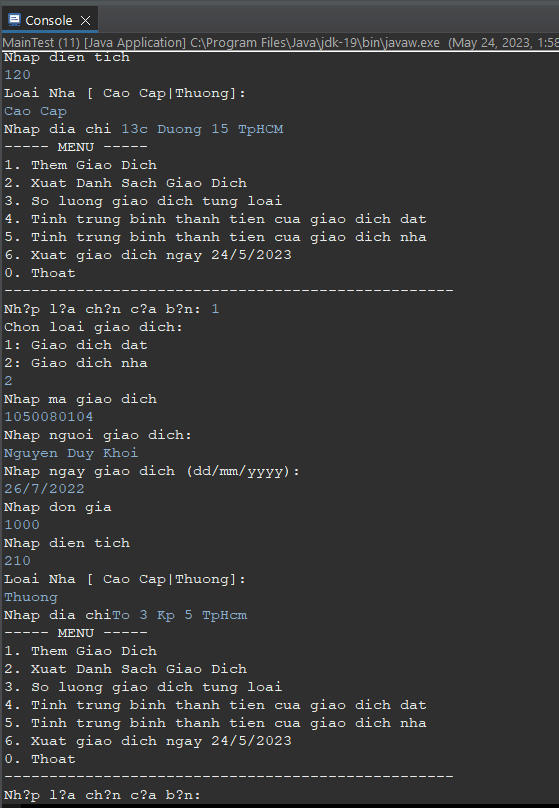 Console
MainTest (11) [Java Application] C:\Program Files\Java\jdk-19\bin\javaw.exe (May 24, 2023, 1:58
Nhap dien tich
120
Loai Nha [ Cao Cap|Thuong]:
Cao Cap
Nhap dia chi 13c Duong 15 TpHCM
----- MENU -----
1. Them Giao Dich
2. Xuat Danh Sach Giao Dich
3. So luong giao dich tung loai
4. Tinh trung binh thanh tien cua giao dich dat
5. Tinh trung binh thanh tien cua giao dich nha
6. Xuat giao dich ngay 24/5/2023
0. Thoat
--------------------------------------------------
Nh?p l?a ch?n c?a b?n: 1
Chon loai giao dich:
1: Giao dich dat
2: Giao dich nha
2
Nhap ma giao dich
1050080104
Nhap nguoi giao dich:
Nguyen Duy Khoi
Nhap ngay giao dich (dd/mm/yyyy):
26/7/2022
Nhap don gia
1000
Nhap dien tich
210
Loai Nha [ Cao Cap|Thuong]:
Thuong
Nhap dia chiTo 3 Kp 5 TpHcm
----- MENU -----
1. Them Giao Dich
2. Xuat Danh Sach Giao Dich
3. So luong giao dich tung loai
4. Tinh trung binh thanh tien cua giao dich dat
5. Tinh trung binh thanh tien cua giao dich nha
6. Xuat giao dich ngay 24/5/2023
0. Thoat
--------------------------------------------------
Nh?p l?a ch?n c?a b?n: